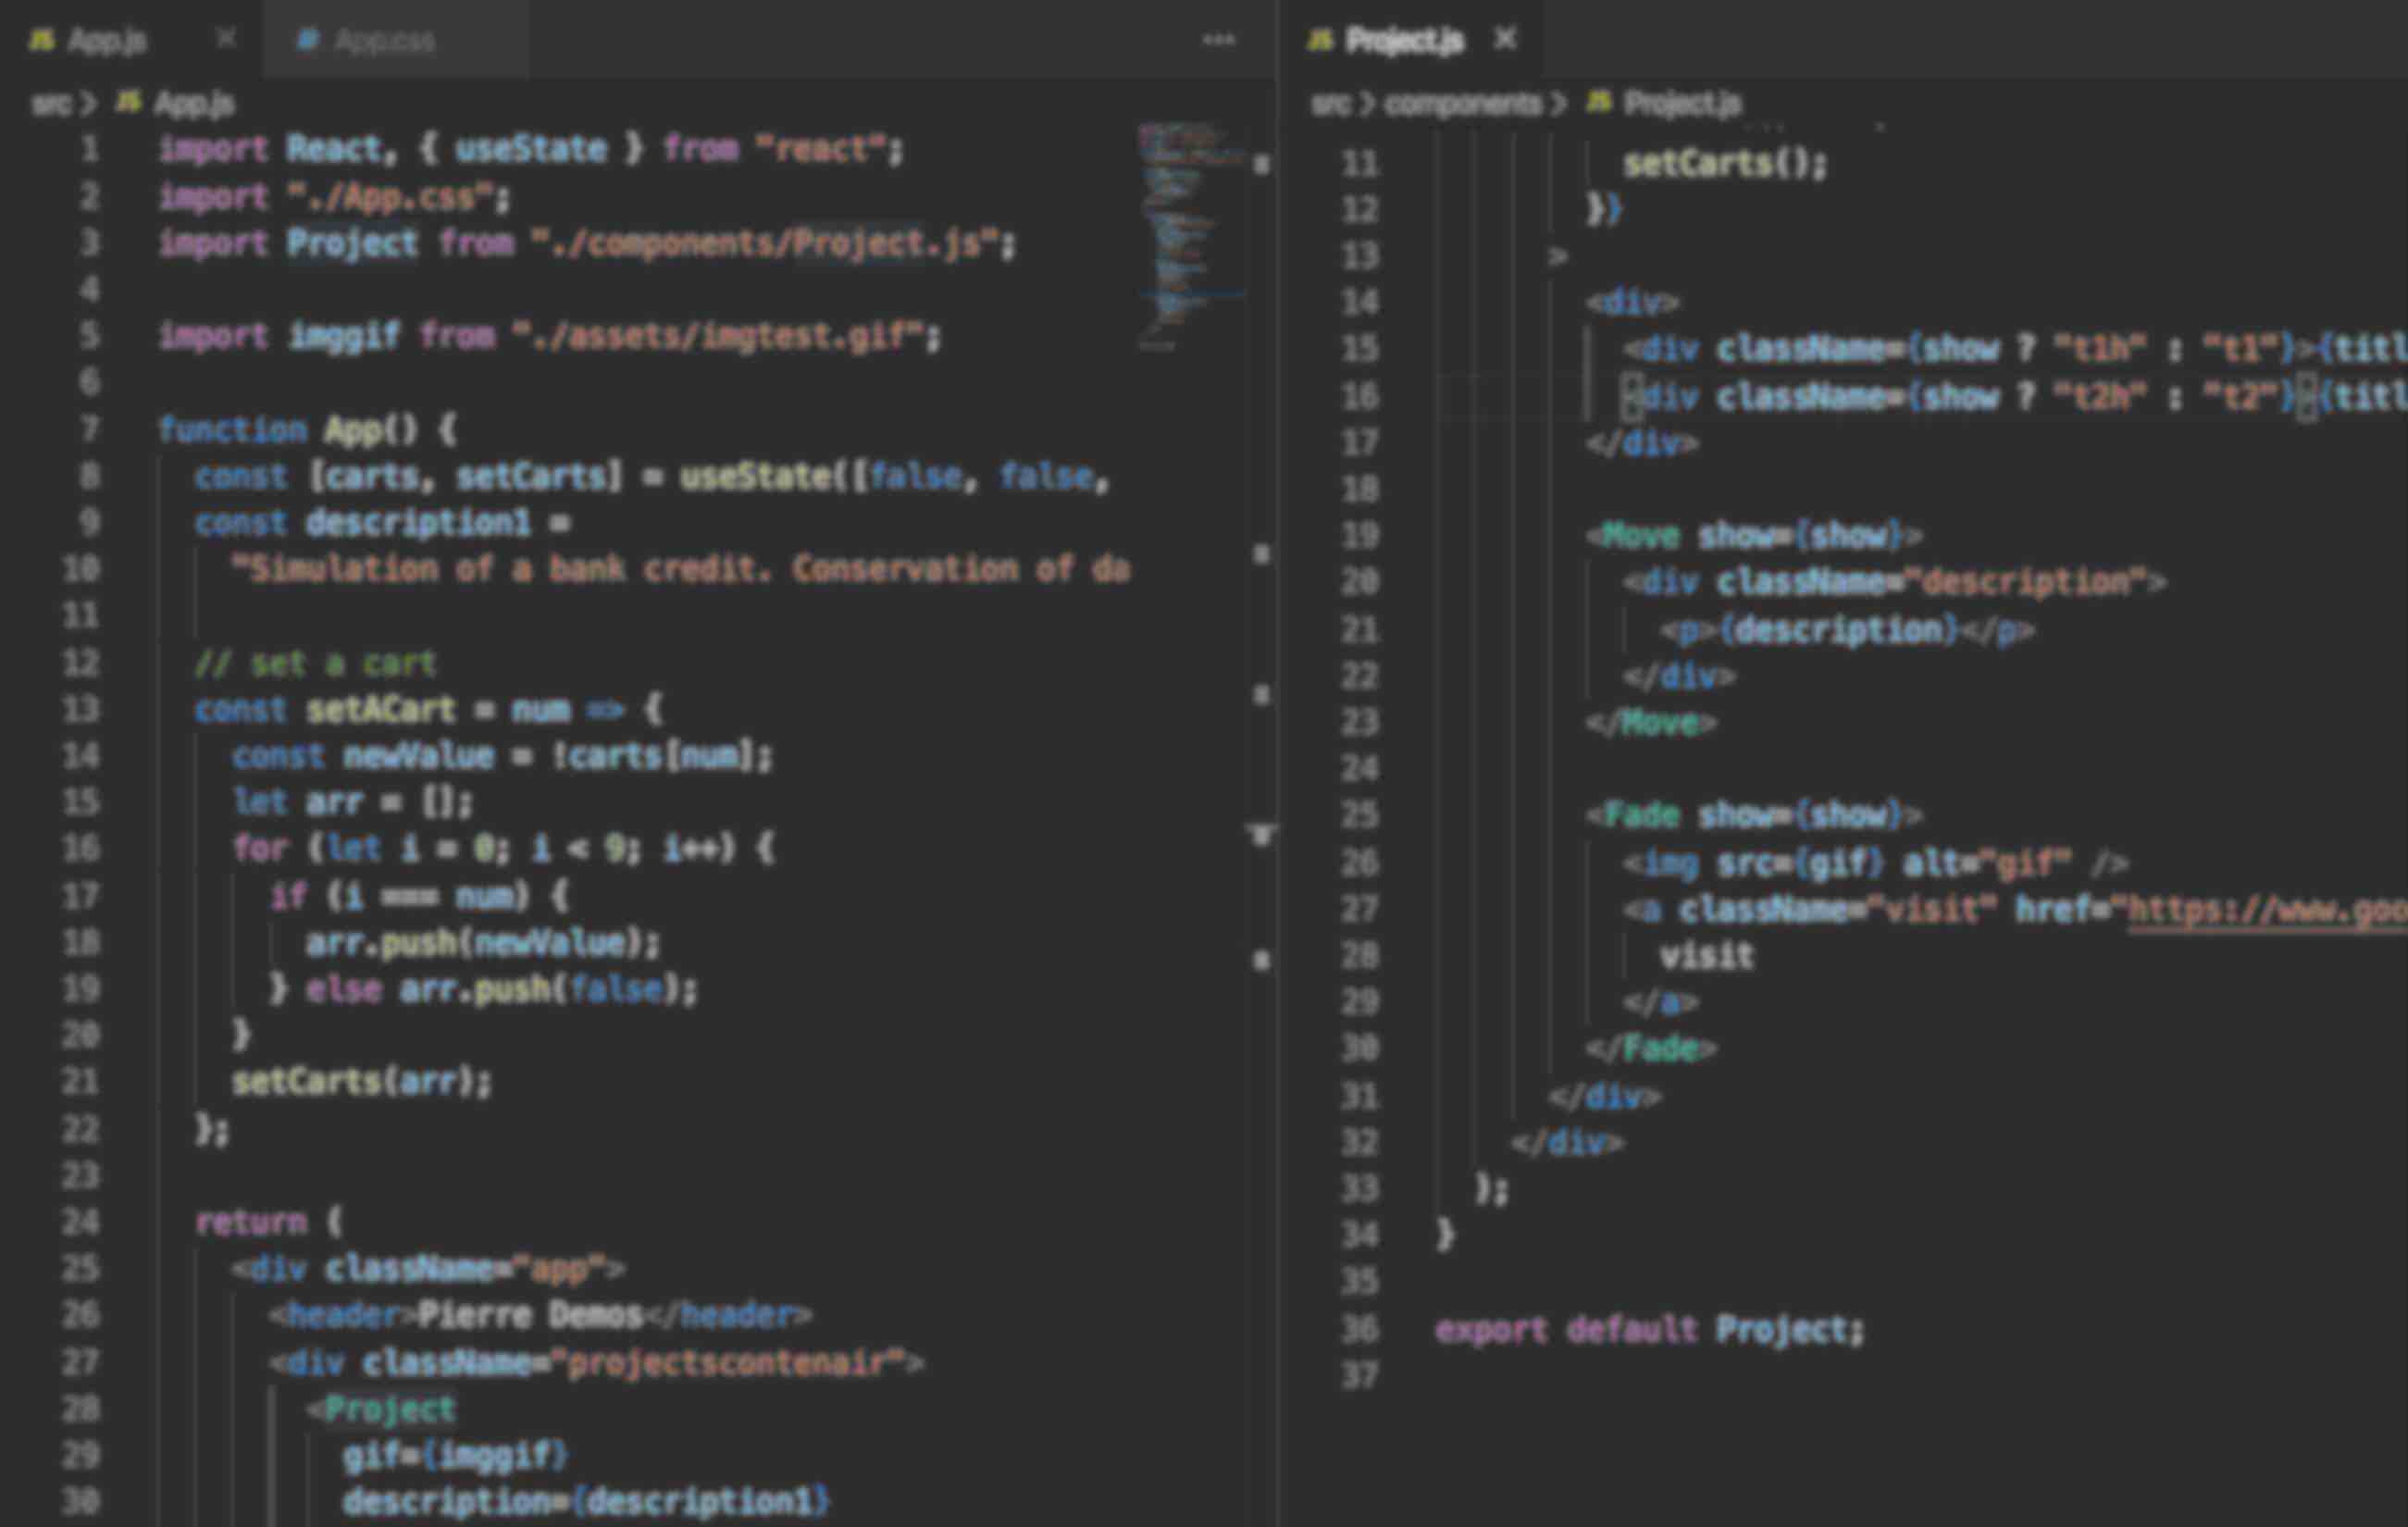 JS App.js × # App.css ...
src > JS App.js
1 import React, { useState } from "react";
2 import "./App.css";
3 import Project from "./components/Project.js";
4
5 import imggif from "./assets/imgtest.gif";
6
7 function App() {
8 const [carts, setCarts] = useState([false, false,
9 const description1 =
10 "Simulation of a bank credit. Conservation of da
11
12 // set a cart
13 const setACart = num => {
14 const newValue = !carts[num];
15 let arr = [];
16 for (let i = 0; i < 9; i++) {
17 if (i === num) {
18 arr.push(newValue);
19 } else arr.push(false);
20 }
21 setCarts(arr);
22 };
23
24 return (
25 <div className="app">
26 <header>Pierre Demos</header>
27 <div className="projectscontenair">
28 <Project
29 gif={imggif}
30 description={description1}
JS Project.js ×
src > components > JS Project.js
11 setCarts();
12 }}
13 >
14 <div>
15 <div className={show ? "t1h" : "t1"}>{titl
16 <div className={show ? "t2h" : "t2"}>{titl
17 </div>
18
19 <Move show={show}>
20 <div className="description">
21 <p>{description}</p>
22 </div>
23 </Move>
24
25 <Fade show={show}>
26 <img src={gif} alt="gif" />
27 <a className="visit" href="https://www.goo
28 visit
29 </a>
30 </Fade>
31 </div>
32 </div>
33 );
34 }
35
36 export default Project;
37